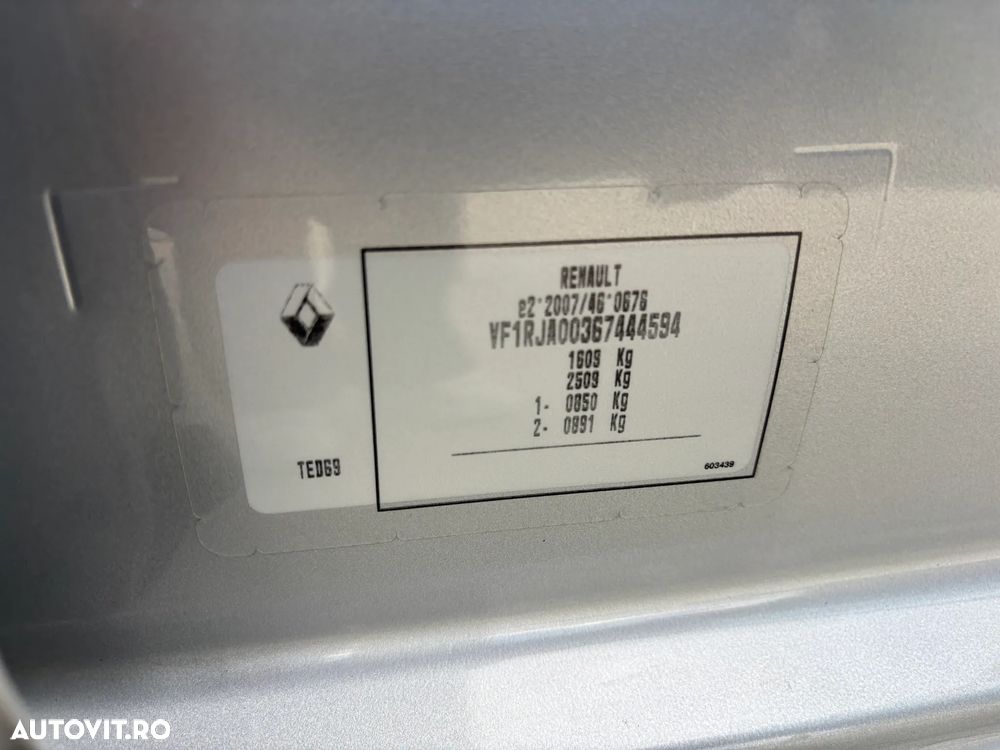 RENAULT
e2*2007/46*0676
VF1RJA00367444594
1609 Kg
2509 Kg
1- 0850 Kg
2- 0891 Kg
TED69
603439
AUTOVIT.RO